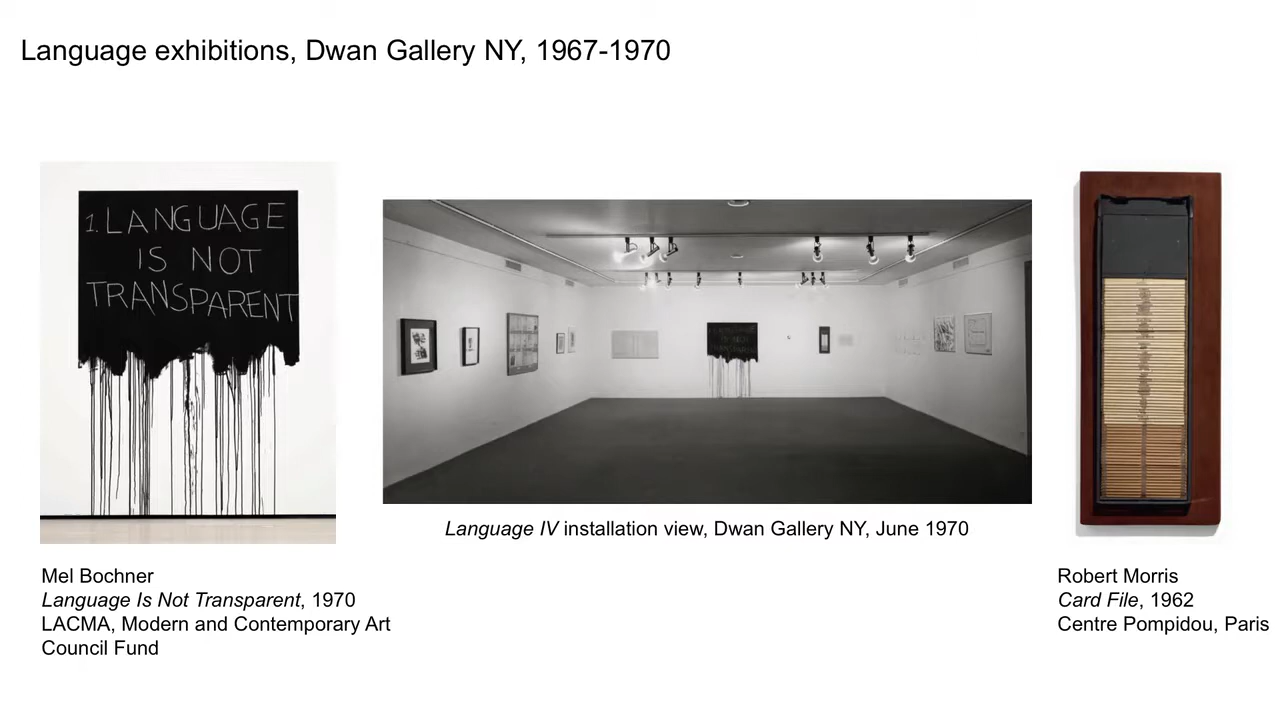 Language exhibitions, Dwan Gallery NY, 1967-1970
1. LANGUAGE
IS NOT
TRANSPARENT
Language IV installation view, Dwan Gallery NY, June 1970
Mel Bochner
Language Is Not Transparent, 1970
LACMA, Modern and Contemporary Art
Council Fund
Robert Morris
Card File, 1962
Centre Pompidou, Paris